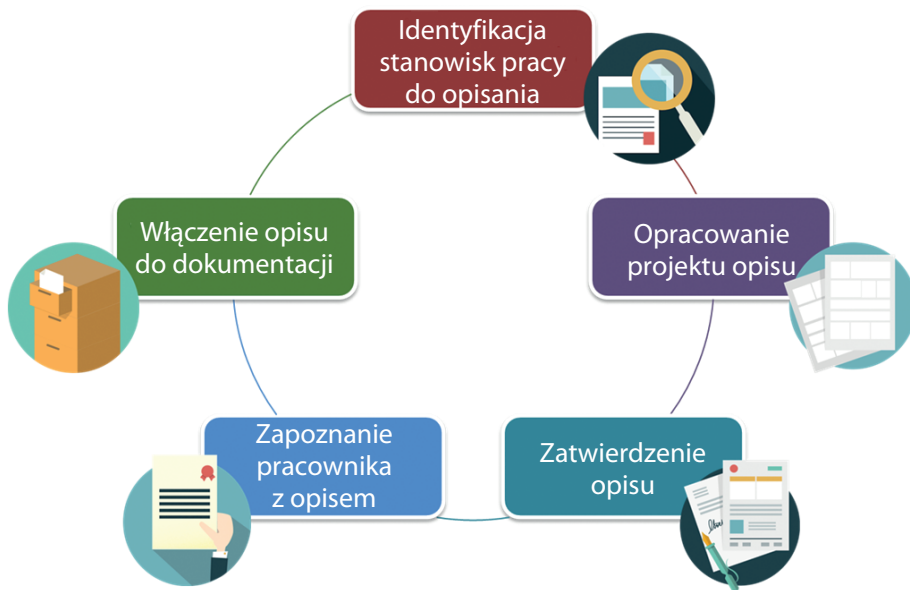 Identyfikacja
stanowisk pracy
do opisania
Opracowanie
projektu opisu
Zatwierdzenie
opisu
Zapoznanie
pracownika
z opisem
Włączenie opisu
do dokumentacji